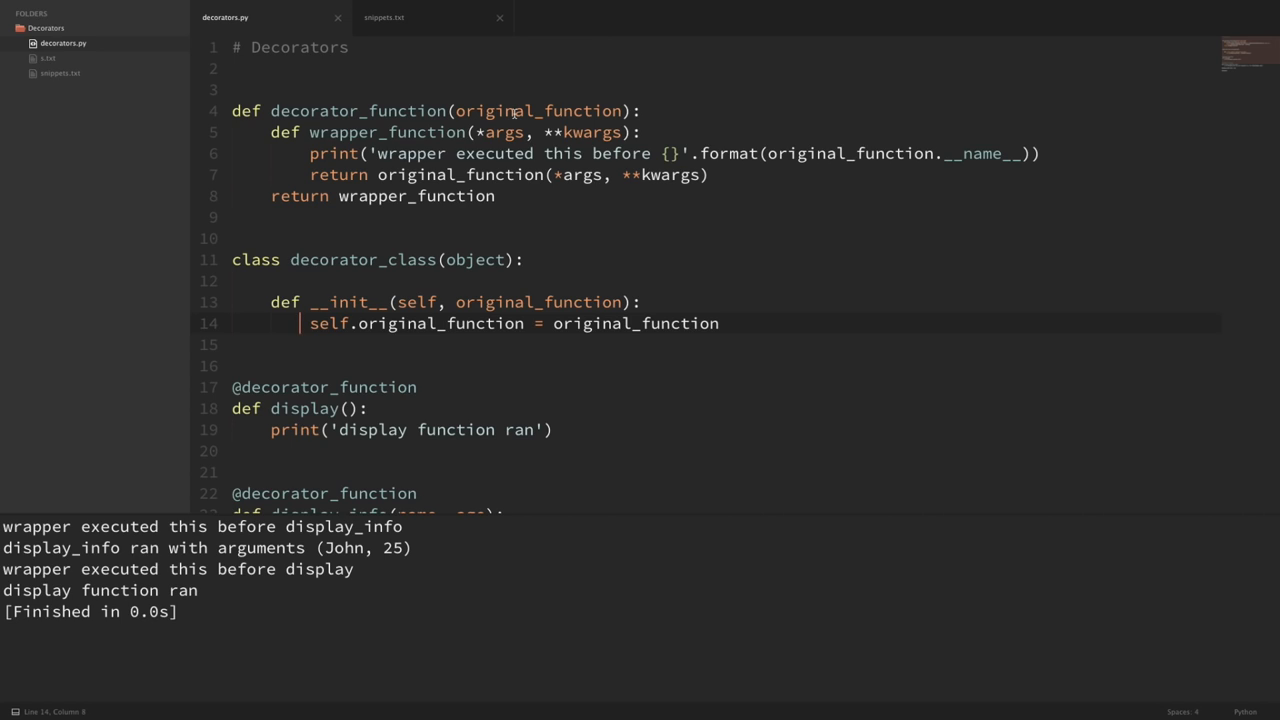 FOLDERS
Decorators
decorators.py
s.txt
snippets.txt
decorators.py
snippets.txt
1 # Decorators
2
3
4 def decorator_function(original_function):
5     def wrapper_function(*args, **kwargs):
6         print('wrapper executed this before {}'.format(original_function.__name__))
7         return original_function(*args, **kwargs)
8     return wrapper_function
9
10
11 class decorator_class(object):
12
13     def __init__(self, original_function):
14         self.original_function = original_function
15
16
17 @decorator_function
18 def display():
19     print('display function ran')
20
21
22 @decorator_function
wrapper executed this before display_info
display_info ran with arguments (John, 25)
wrapper executed this before display
display function ran
[Finished in 0.0s]
Line 14, Column 8
Spaces: 4
Python